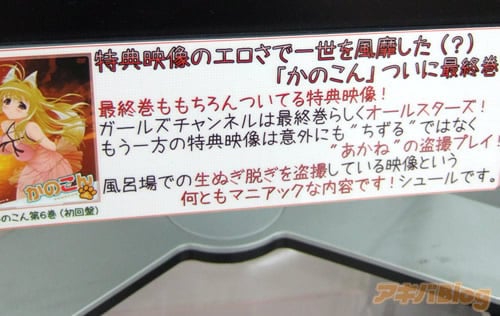 特典映像のエロさで一世を風靡した(?)
「かのこん」ついに最終巻
最終巻ももちろんついてる特典映像！
ガールズチャンネルは最終巻らしくオールスターズ！
もう一方の特典映像は意外にも"ちずる"ではなく
"あかね"の盗撮プレイ！
風呂場での生ぬぎ脱ぎを盗撮している映像という
何ともマニアックな内容です！シュールです。
かのこん
のこん第6巻(初回盤)
アキバBlog